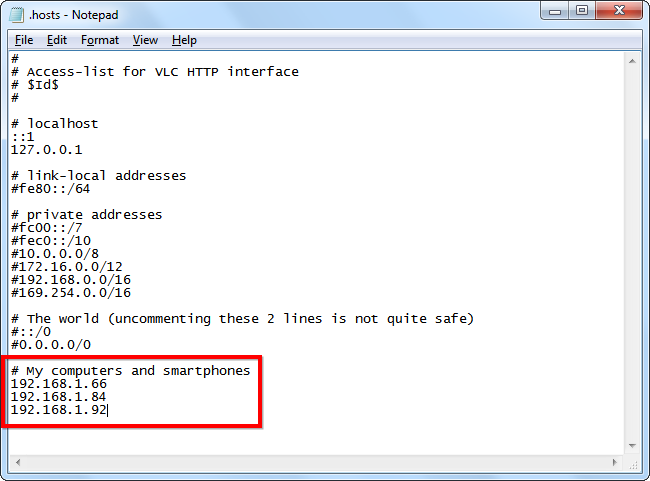 .hosts - Notepad
File Edit Format View Help
#
# Access-list for VLC HTTP interface
# $Id$
#
# localhost
::1
127.0.0.1
# link-local addresses
#fe80::/64
# private addresses
#fc00::/7
#fec0::/10
#10.0.0.0/8
#172.16.0.0/12
#192.168.0.0/16
#169.254.0.0/16
# The world (uncommenting these 2 lines is not quite safe)
#::/0
#0.0.0.0/0
# My computers and smartphones
192.168.1.66
192.168.1.84
192.168.1.92